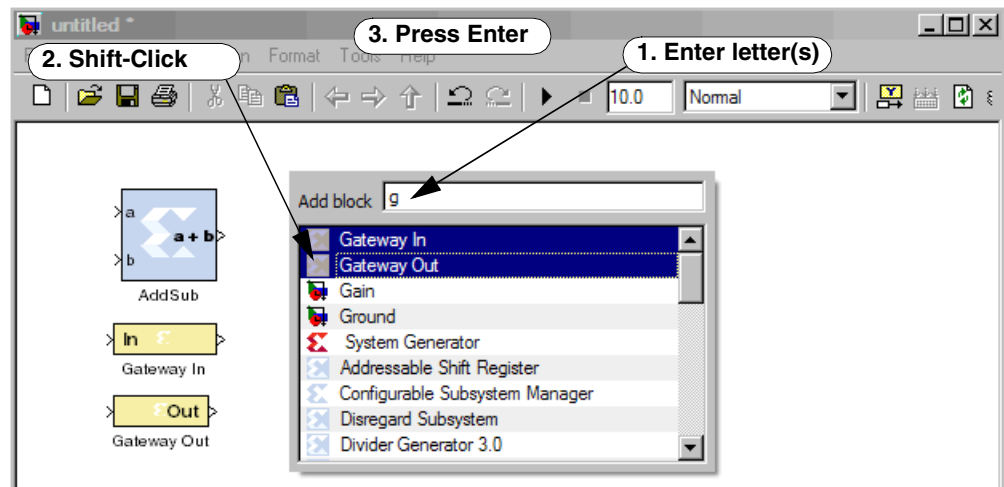 untitled *
3. Press Enter
2. Shift-Click
1. Enter letter(s)
Format Tools Help
10.0 Normal
Add block g
Gateway In
Gateway Out
Gain
Ground
System Generator
Addressable Shift Register
Configurable Subsystem Manager
Disregard Subsystem
Divider Generator 3.0
a
a + b
b
AddSub
In
Gateway In
Out
Gateway Out